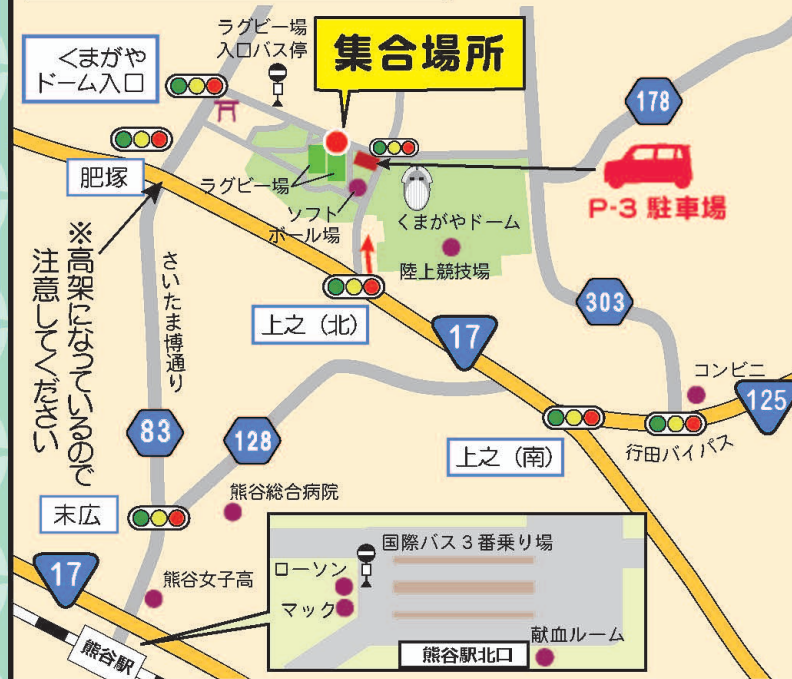 ラグビー場
入口バス停
集合場所
くまがや
ドーム入口
178
肥塚
ラグビー場
ソフト
ボール場
くまがやドーム
P-3 駐車場
陸上競技場
※高架になっているので
注意してください
さいたま博通り
上之（北）
17
303
コンビニ
125
83
128
上之（南）
行田バイパス
末広
熊谷総合病院
17
熊谷女子高
熊谷駅
国際バス３番乗り場
ローソン
マック
献血ルーム
熊谷駅北口